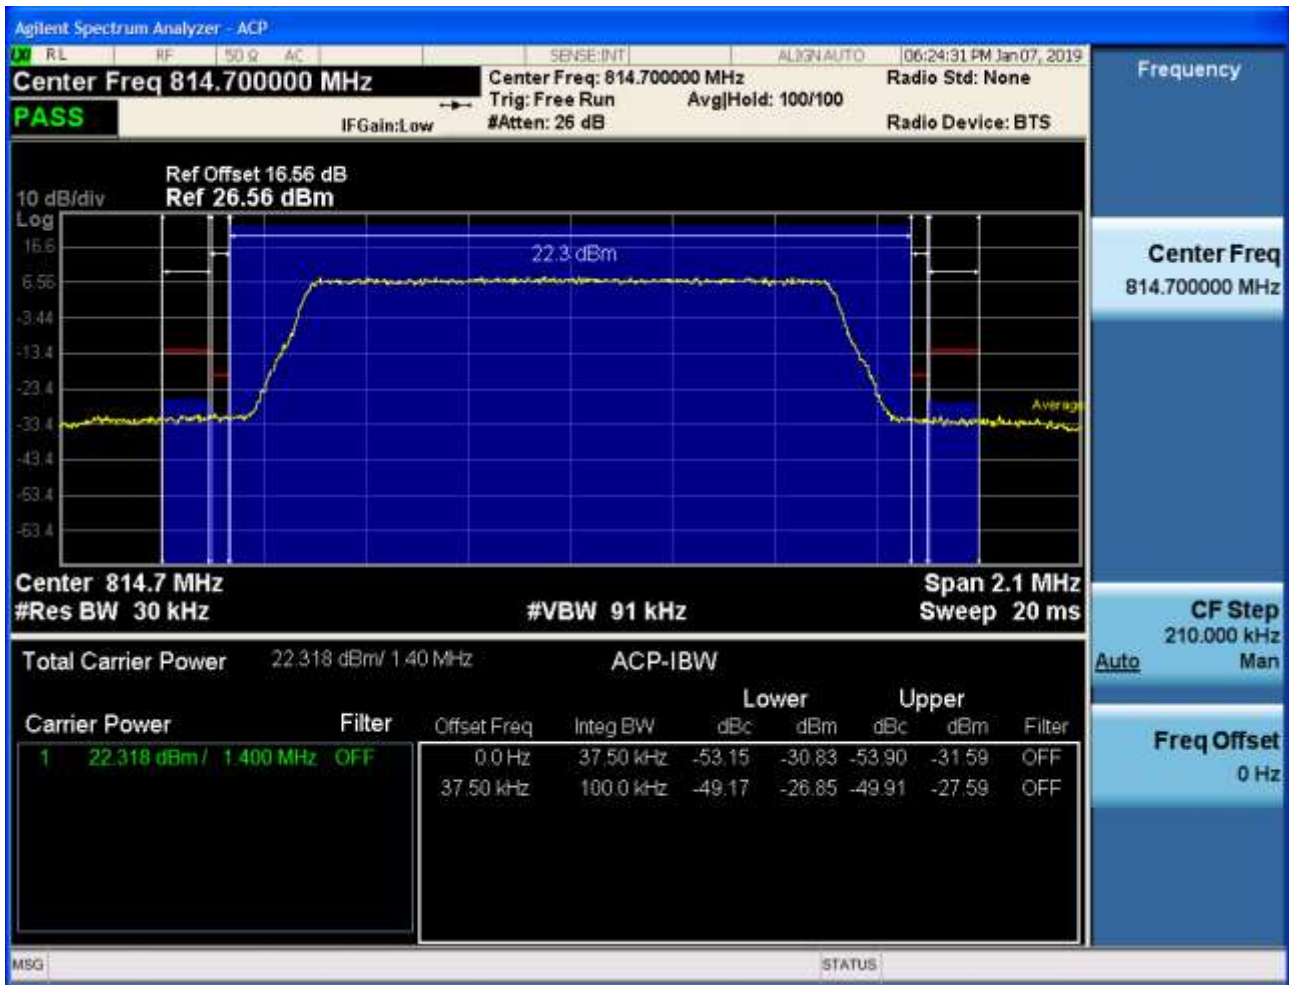 Agilent Spectrum Analyzer - ACP
LXI RL RF 50 Ω AC SENSE:INT ALIGN AUTO 06:24:31 PM Jan 07, 2019
Center Freq 814.700000 MHz
Center Freq: 814.700000 MHz
Radio Std: None
Trig: Free Run Avg|Hold: 100/100
PASS
IFGain:Low
#Atten: 26 dB
Radio Device: BTS
Ref Offset 16.56 dB
10 dB/div Ref 26.56 dBm
Log
16.6
22.3 dBm
6.56
-3.44
-13.4
-23.4
Average
-33.4
-43.4
-53.4
-63.4
Center 814.7 MHz Span 2.1 MHz
#Res BW 30 kHz #VBW 91 kHz Sweep 20 ms
Total Carrier Power 22.318 dBm/ 1.40 MHz ACP-IBW
Lower Upper
Carrier Power Filter Offset Freq Integ BW dBc dBm dBc dBm Filter
1 22.318 dBm / 1.400 MHz OFF 0.0 Hz 37.50 kHz -53.15 -30.83 -53.90 -31.59 OFF
37.50 kHz 100.0 kHz -49.17 -26.85 -49.91 -27.59 OFF
MSG STATUS
Frequency
Center Freq
814.700000 MHz
CF Step
210.000 kHz
Auto Man
Freq Offset
0 Hz